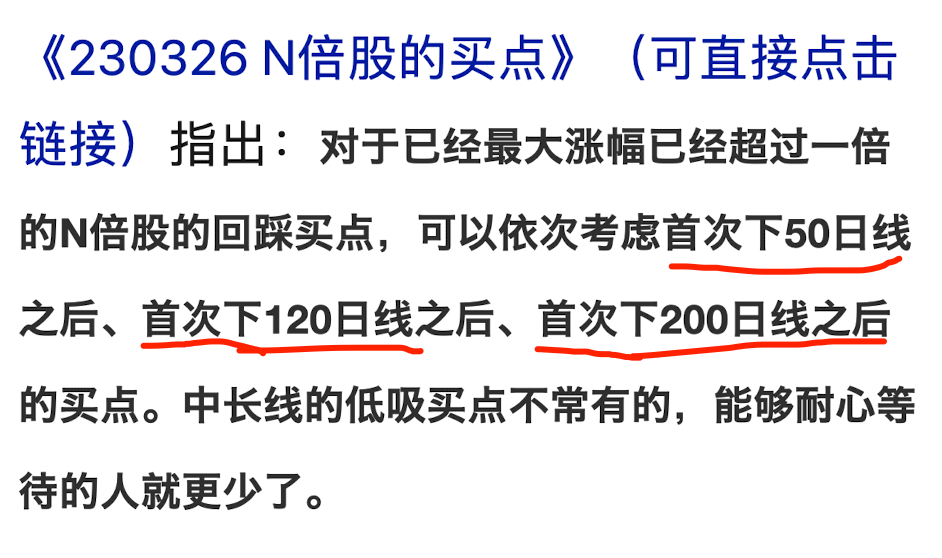 《230326 N倍股的买点》（可直接点击
链接）指出：对于已经最大涨幅已经超过一倍
的N倍股的回踩买点，可以依次考虑首次下50日线
之后、首次下120日线之后、首次下200日线之后
的买点。中长线的低吸买点不常有的，能够耐心等
待的人就更少了。